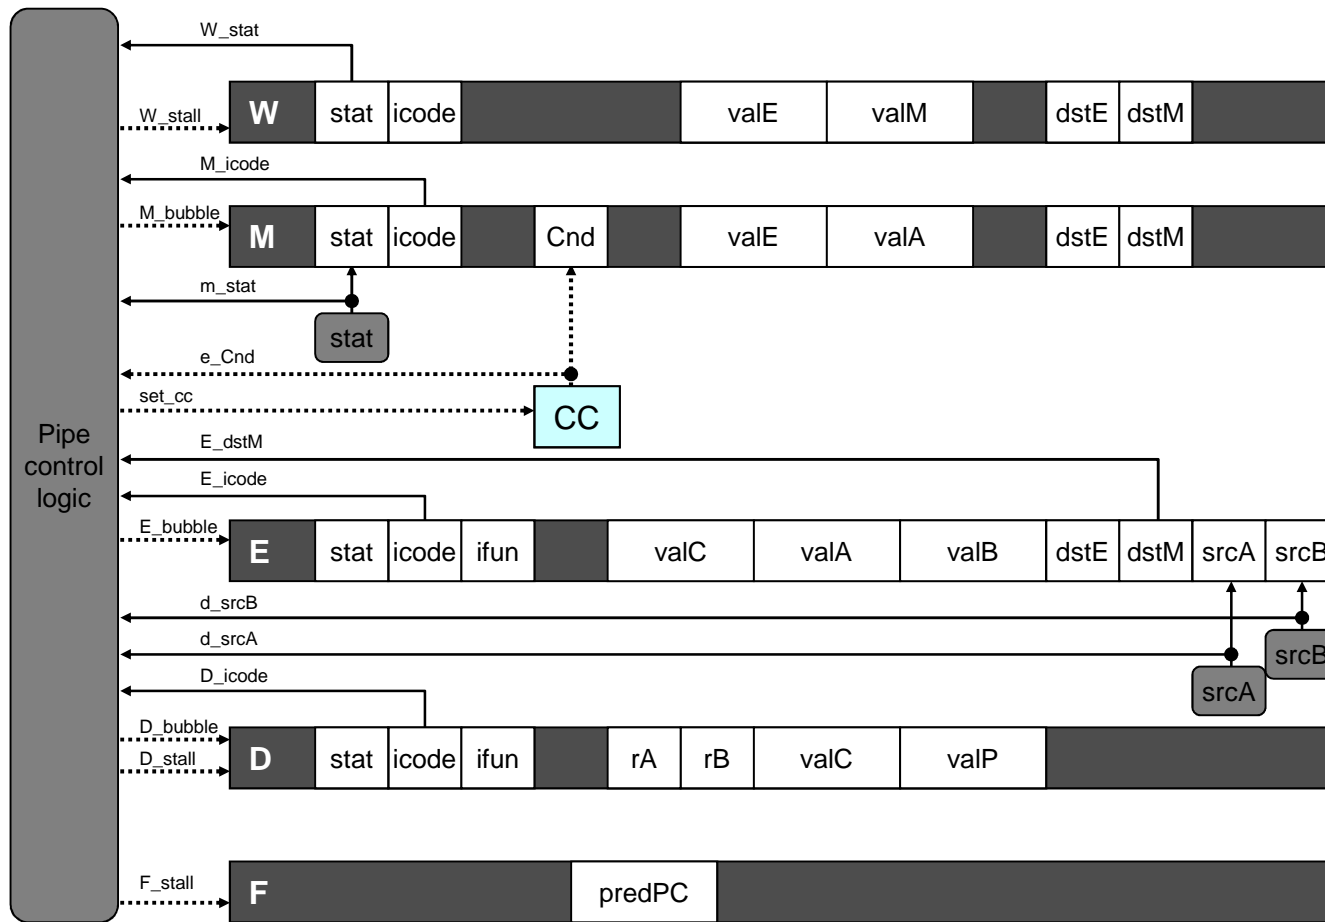 W_stat
W_stall
W stat icode valE valM dstE dstM
M_icode
M_bubble
M stat icode Cnd valE valA dstE dstM
m_stat
stat
e_Cnd
set_cc
CC
Pipe
control
logic
E_dstM
E_icode
E_bubble
E stat icode ifun valC valA valB dstE dstM srcA srcB
d_srcB
d_srcA
srcB
srcA
D_icode
D_bubble
D_stall
D stat icode ifun rA rB valC valP
F_stall
F predPC